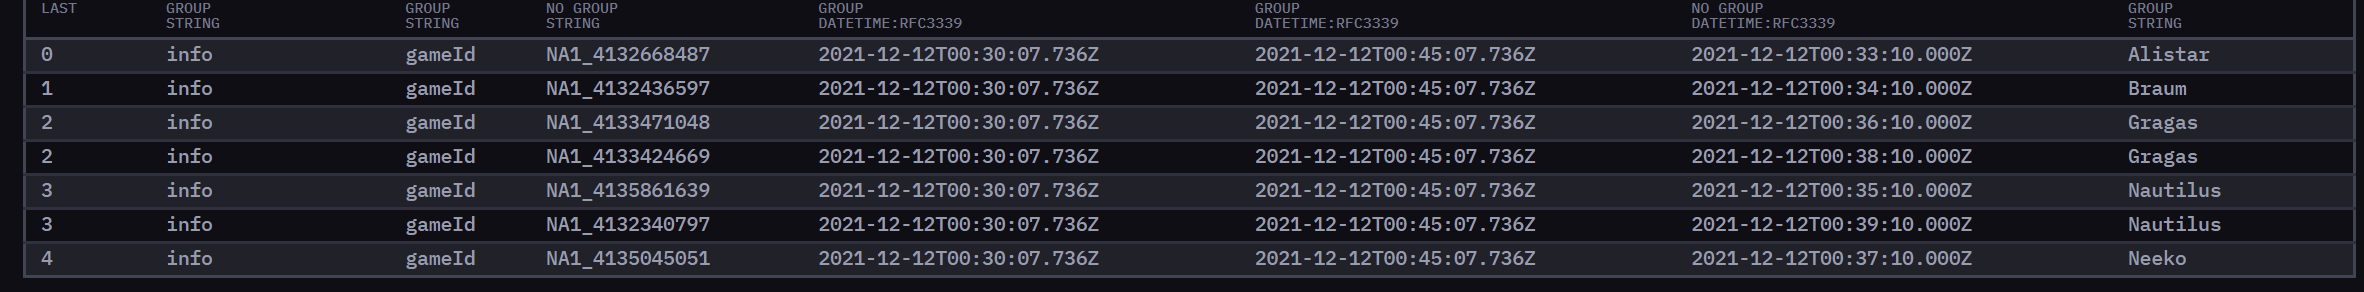 LAST GROUP GROUP NO GROUP GROUP GROUP NO GROUP GROUP
STRING STRING STRING DATETIME:RFC3339 DATETIME:RFC3339 DATETIME:RFC3339 STRING
0 info gameId NA1_4132668487 2021-12-12T00:30:07.736Z 2021-12-12T00:45:07.736Z 2021-12-12T00:33:10.000Z Alistar
1 info gameId NA1_4132436597 2021-12-12T00:30:07.736Z 2021-12-12T00:45:07.736Z 2021-12-12T00:34:10.000Z Braum
2 info gameId NA1_4133471048 2021-12-12T00:30:07.736Z 2021-12-12T00:45:07.736Z 2021-12-12T00:36:10.000Z Gragas
2 info gameId NA1_4133424669 2021-12-12T00:30:07.736Z 2021-12-12T00:45:07.736Z 2021-12-12T00:38:10.000Z Gragas
3 info gameId NA1_4135861639 2021-12-12T00:30:07.736Z 2021-12-12T00:45:07.736Z 2021-12-12T00:35:10.000Z Nautilus
3 info gameId NA1_4132340797 2021-12-12T00:30:07.736Z 2021-12-12T00:45:07.736Z 2021-12-12T00:39:10.000Z Nautilus
4 info gameId NA1_4135045051 2021-12-12T00:30:07.736Z 2021-12-12T00:45:07.736Z 2021-12-12T00:37:10.000Z Neeko